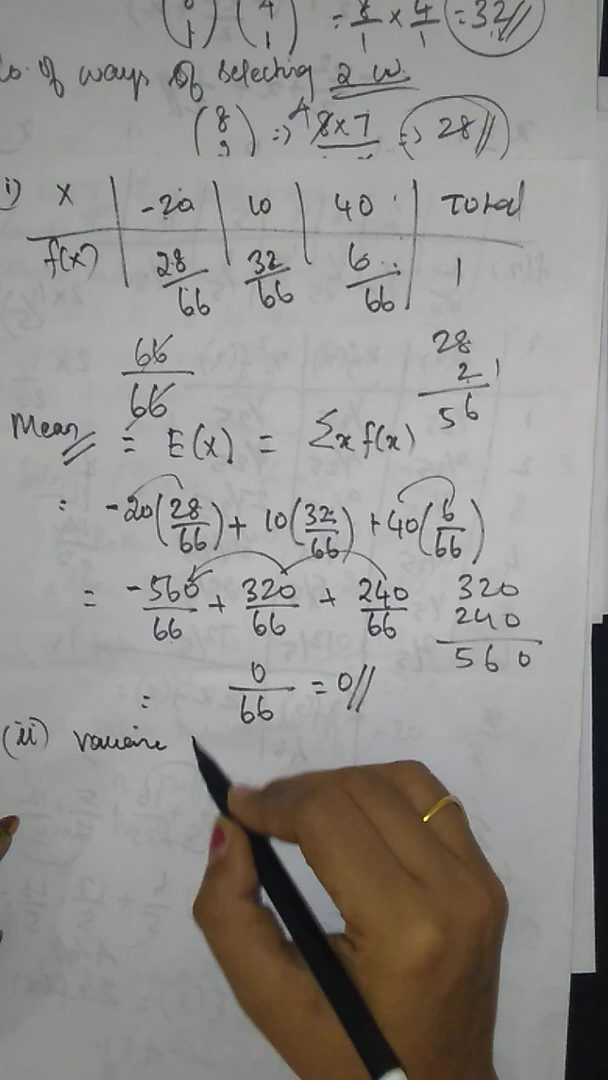 (8 1) (4 1) = 8/1 × 4/1 = 32//
of ways of selecting 2 w.
(8 2) => 4 8×7 => 28//
i) x | -20 | 10 | 40 | Total
f(x) | 28/66 | 32/66 | 6/66 | 1
66/66
28
2 1
56
Mean = E(x) = Σx f(x)
= -20(28/66) + 10(32/66) + 40(6/66)
= -560/66 + 320/66 + 240/66
320
240
560
= 0/66 = 0//
(ii)